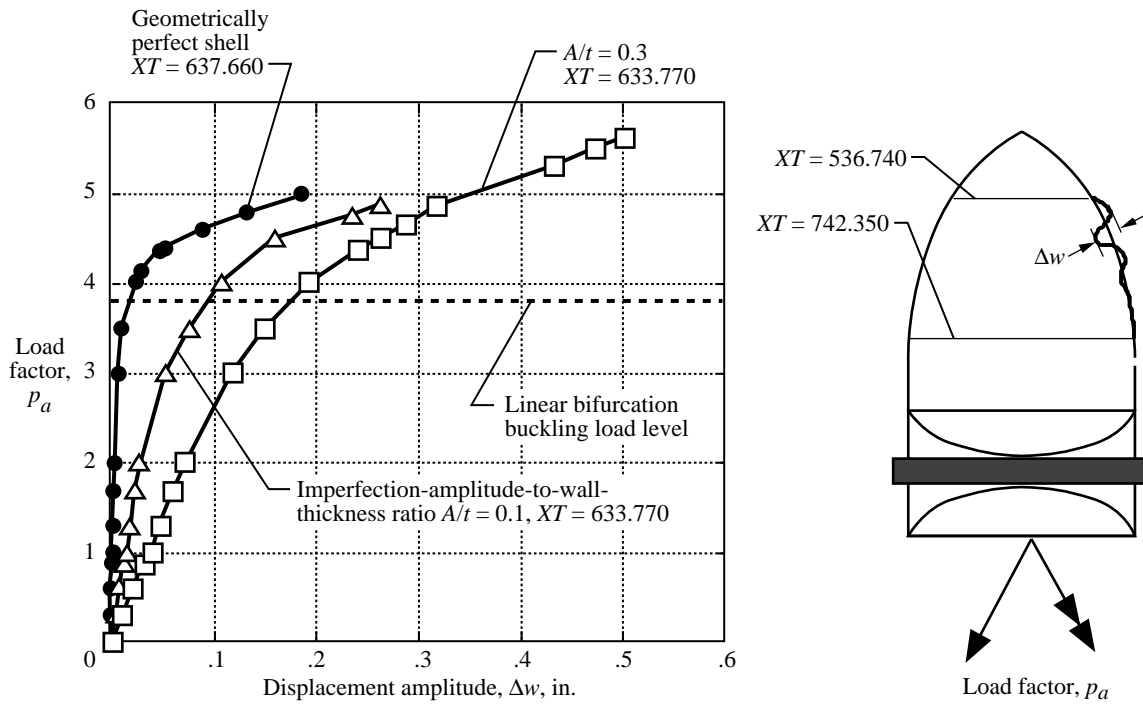 Geometrically
perfect shell
XT = 637.660
A/t = 0.3
XT = 633.770
6
5
4
3
2
1
0
Load
factor,
pa
Linear bifurcation
buckling load level
Imperfection-amplitude-to-wall-
thickness ratio A/t = 0.1, XT = 633.770
.1
.2
.3
.4
.5
.6
Displacement amplitude, Δw, in.
XT = 536.740
XT = 742.350
Δw
Load factor, pa